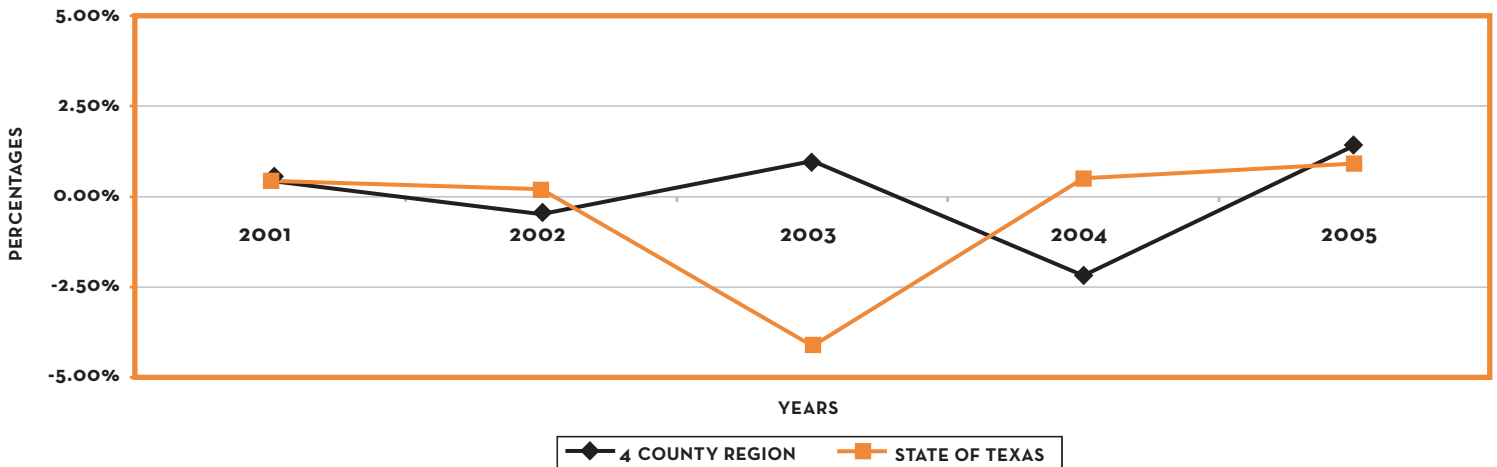 5.00%
2.50%
0.00%
-2.50%
-5.00%
PERCENTAGES
2001 2002 2003 2004 2005
YEARS
4 COUNTY REGION STATE OF TEXAS